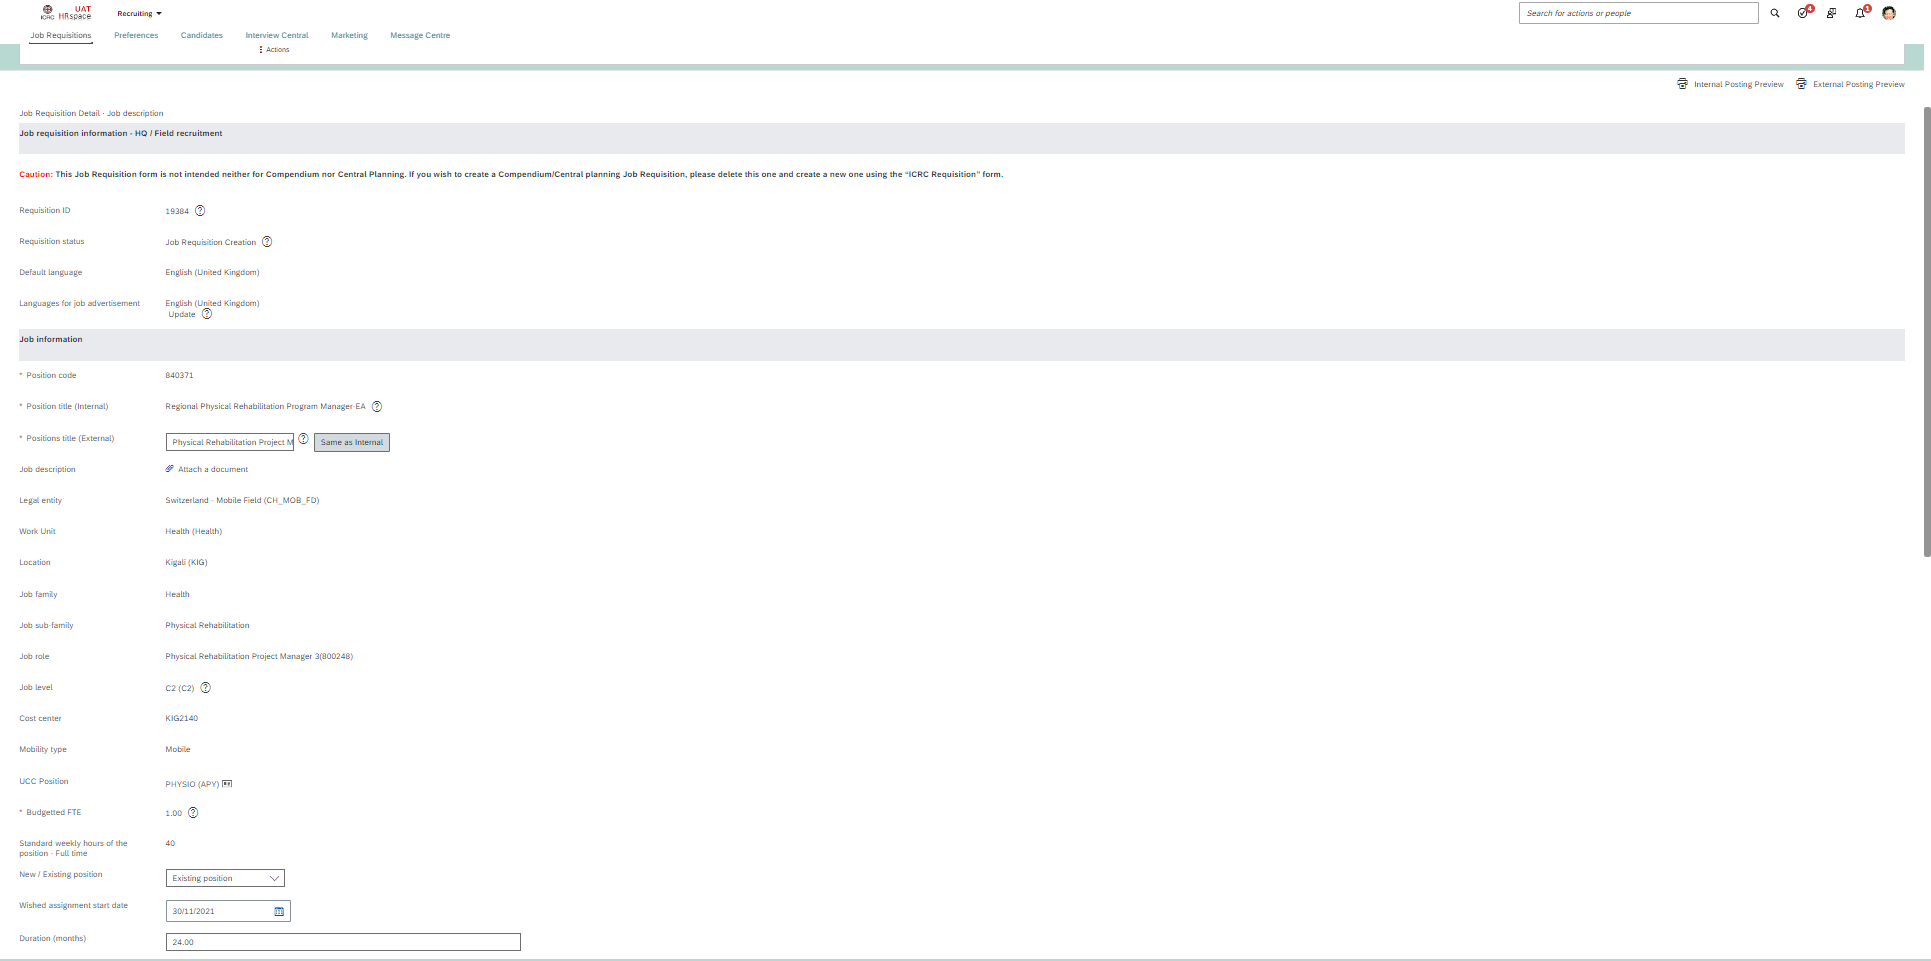 ICRC
UAT
HRspace
Recruiting
Search for actions or people
4
1
Job Requisitions
Preferences
Candidates
Interview Central
Marketing
Message Centre
Actions
Internal Posting Preview
External Posting Preview
Job Requisition Detail · Job description
Job requisition information - HQ / Field recruitment
Caution: This Job Requisition form is not intended neither for Compendium nor Central Planning. If you wish to create a Compendium/Central planning Job Requisition, please delete this one and create a new one using the “ICRC Requisition” form.
Requisition ID
19384
Requisition status
Job Requisition Creation
Default language
English (United Kingdom)
Languages for job advertisement
English (United Kingdom)
Update
Job information
* Position code
840371
* Position title (Internal)
Regional Physical Rehabilitation Program Manager-EA
* Positions title (External)
Physical Rehabilitation Project M
Same as Internal
Job description
Attach a document
Legal entity
Switzerland - Mobile Field (CH_MOB_FD)
Work Unit
Health (Health)
Location
Kigali (KIG)
Job family
Health
Job sub-family
Physical Rehabilitation
Job role
Physical Rehabilitation Project Manager 3(800248)
Job level
C2 (C2)
Cost center
KIG2140
Mobility type
Mobile
UCC Position
PHYSIO (APY)
* Budgetted FTE
1.00
Standard weekly hours of the
position - Full time
40
New / Existing position
Existing position
Wished assignment start date
30/11/2021
Duration (months)
24.00